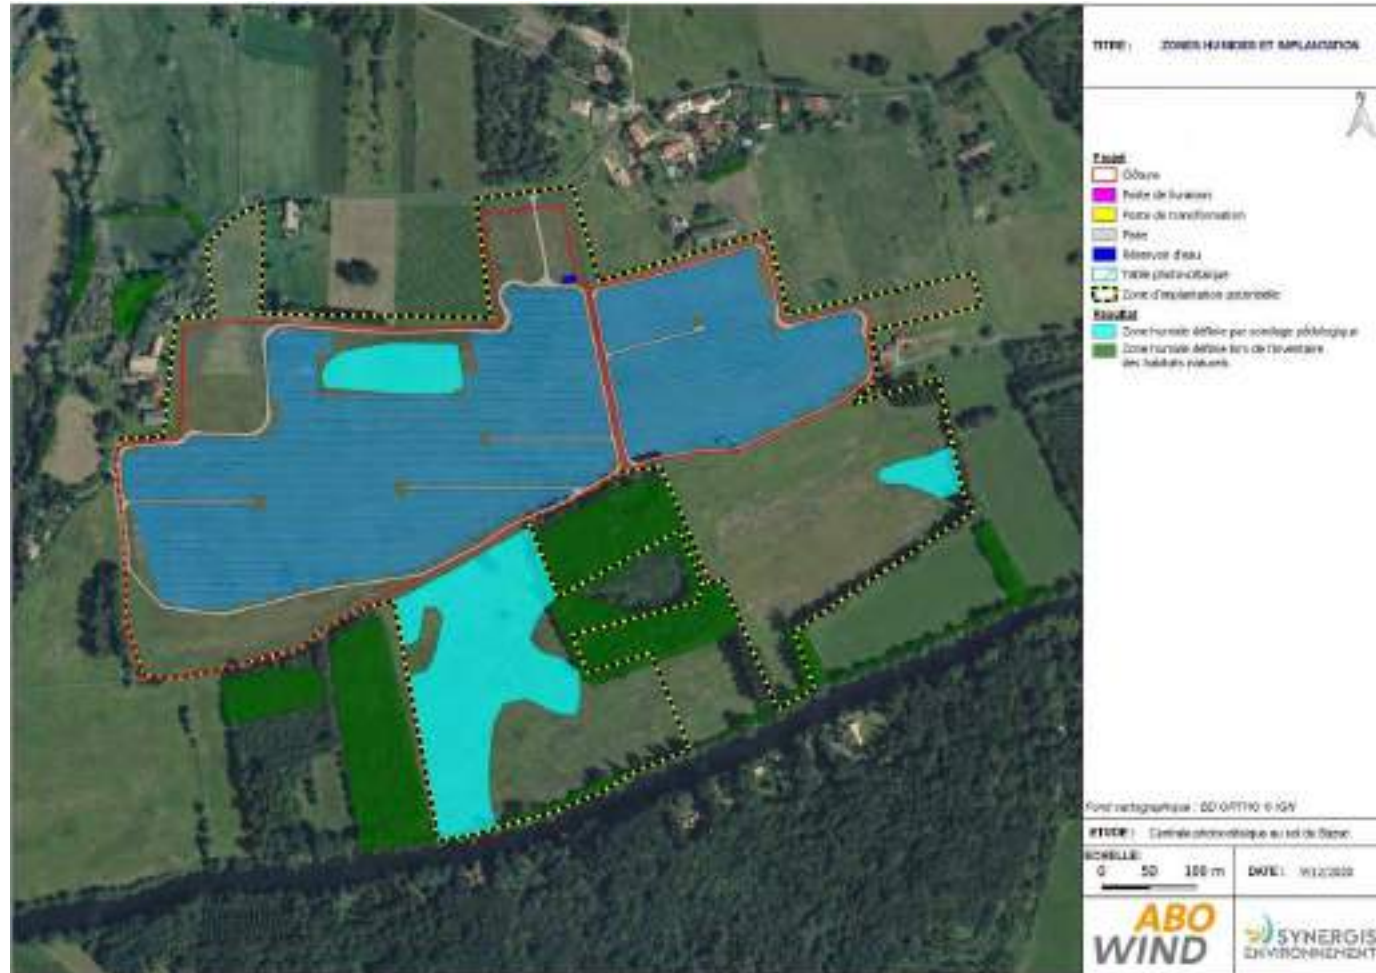 TITRE : ZONES HUMIDES ET IMPLANTATION
N
Projet
Clôture
Poste de livraison
Poste de transformation
Piste
Réservoir d'eau
Table photovoltaïque
Zone d'implantation potentielle
Résultat
Zone humide définie par sondage pédologique
Zone humide définie lors de l'inventaire
des habitats naturels
Fond cartographique : BD ORTHO © IGN
ETUDE : Centrale photovoltaïque au sol de Bazac
ECHELLE:
0 50 100 m
DATE :
ABO
WIND
SYNERGIS
ENVIRONNEMENT